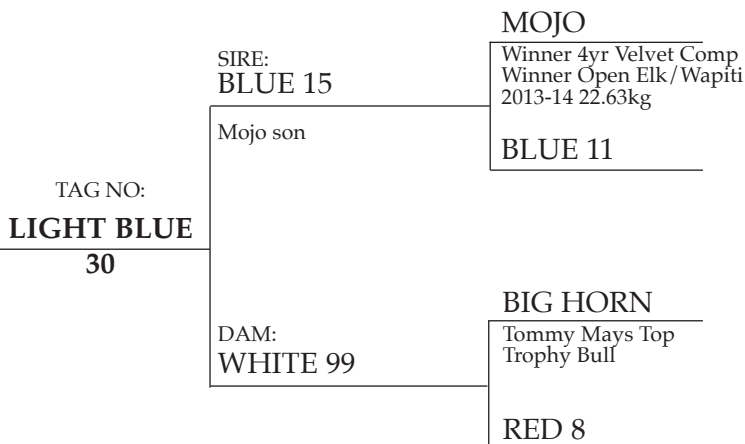 MOJO
Winner 4yr Velvet Comp
Winner Open Elk/Wapiti
2013-14 22.63kg
SIRE:
BLUE 15
Mojo son
BLUE 11
TAG NO:
LIGHT BLUE
30
BIG HORN
Tommy Mays Top
Trophy Bull
DAM:
WHITE 99
RED 8